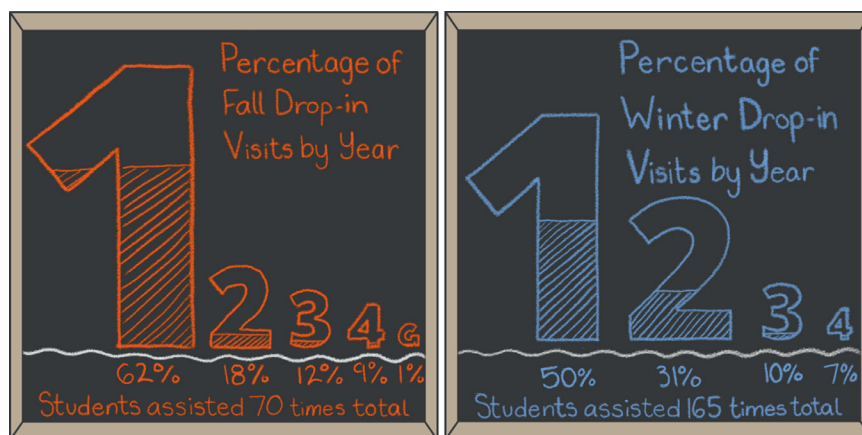 Percentage of
Fall Drop-in
Visits by Year
1 2 3 4 G
62% 18% 12% 9% 1%
Students assisted 70 times total
Percentage of
Winter Drop-in
Visits by Year
1 2 3 4
50% 31% 10% 7%
Students assisted 165 times total